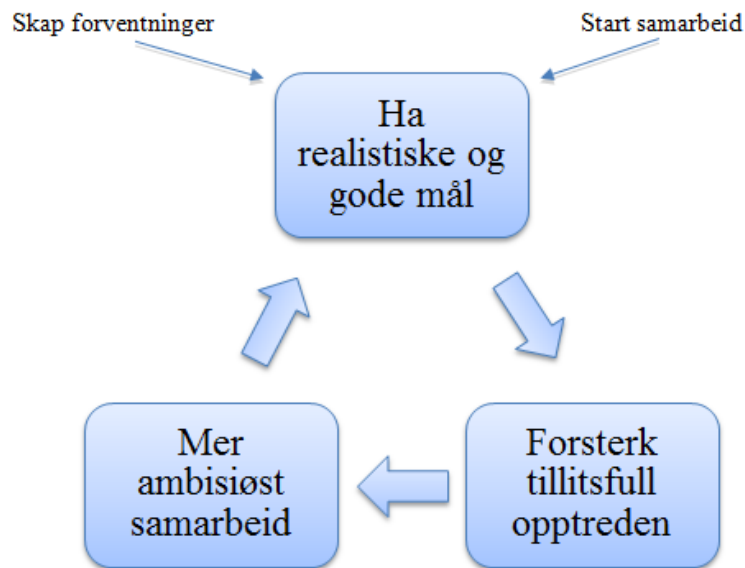 Skap forventninger
Start samarbeid
Ha
realistiske og
gode mål
Mer
ambisiøst
samarbeid
Forsterk
tillitsfull
opptreden